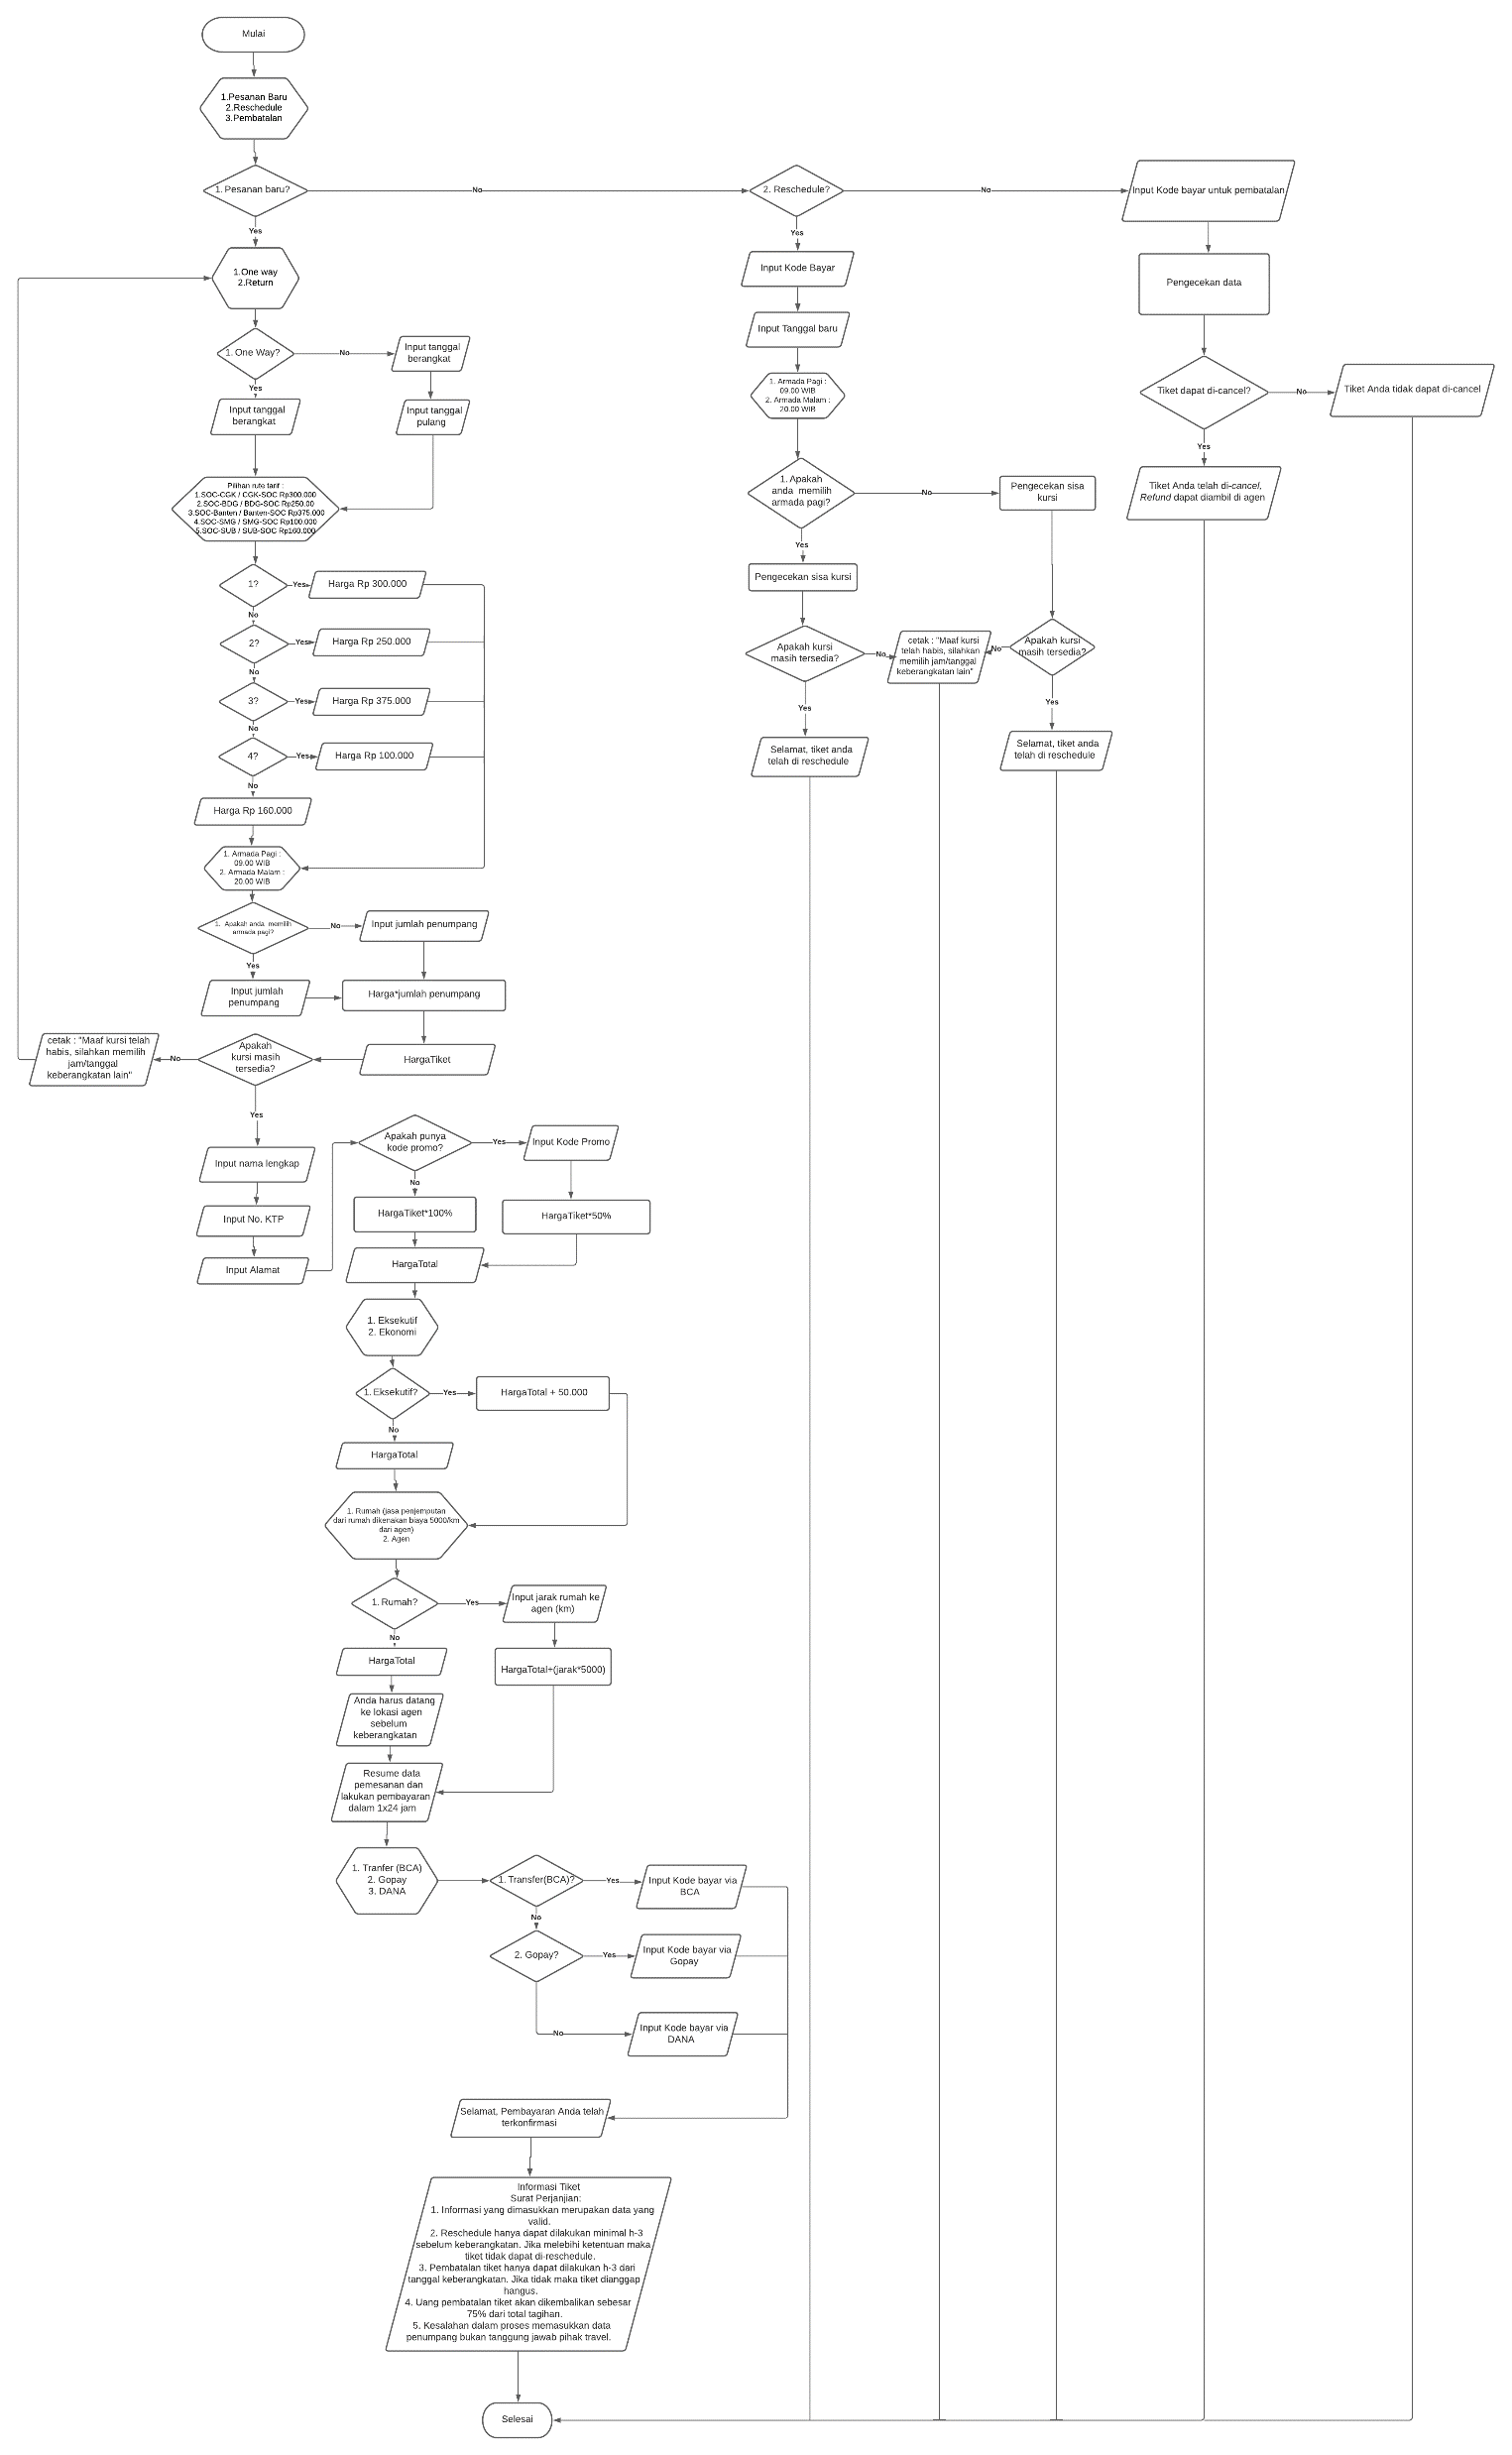 Mulai
1.Pesanan Baru
2.Reschedule
3.Pembatalan
1. Pesanan baru?
No
Yes
1.One way
2.Return
1. One Way?
No
Yes
Input tanggal
berangkat
Input tanggal
berangkat
Input tanggal
pulang
Pilihan rute tarif :
1.SOC-CGK / CGK-SOC Rp300.000
2.SOC-BDG / BDG-SOC Rp250.00
3.SOC-Banten / Banten-SOC Rp375.000
4.SOC-SMG / SMG-SOC Rp100.000
5.SOC-SUB / SUB-SOC Rp160.000
1?
Yes
Harga Rp 300.000
No
2?
Yes
Harga Rp 250.000
No
3?
Yes
Harga Rp 375.000
No
4?
Yes
Harga Rp 100.000
No
Harga Rp 160.000
1. Armada Pagi :
09.00 WIB
2. Armada Malam :
20.00 WIB
1. Apakah anda memilih
armada pagi?
No
Input jumlah penumpang
Yes
Input jumlah
penumpang
Harga*jumlah penumpang
HargaTiket
Apakah
kursi masih
tersedia?
No
cetak : "Maaf kursi telah
habis, silahkan memilih
jam/tanggal
keberangkatan lain"
Yes
Input nama lengkap
Input No. KTP
Input Alamat
Apakah punya
kode promo?
Yes
Input Kode Promo
No
HargaTiket*100%
HargaTiket*50%
HargaTotal
1. Eksekutif
2. Ekonomi
1. Eksekutif?
Yes
HargaTotal + 50.000
No
HargaTotal
1. Rumah (jasa penjemputan
dari rumah dikenakan biaya 5000/km
dari agen)
2. Agen
1. Rumah?
Yes
Input jarak rumah ke
agen (km)
No
HargaTotal
HargaTotal+(jarak*5000)
Anda harus datang
ke lokasi agen
sebelum
keberangkatan
Resume data
pemesanan dan
lakukan pembayaran
dalam 1x24 jam
1. Tranfer (BCA)
2. Gopay
3. DANA
1. Transfer(BCA)?
Yes
Input Kode bayar via
BCA
No
2. Gopay?
Yes
Input Kode bayar via
Gopay
No
Input Kode bayar via
DANA
Selamat, Pembayaran Anda telah
terkonfirmasi
Informasi Tiket
Surat Perjanjian:
1. Informasi yang dimasukkan merupakan data yang
valid.
2. Reschedule hanya dapat dilakukan minimal h-3
sebelum keberangkatan. Jika melebihi ketentuan maka
tiket tidak dapat di-reschedule.
3. Pembatalan tiket hanya dapat dilakukan h-3 dari
tanggal keberangkatan. Jika tidak maka tiket dianggap
hangus.
4. Uang pembatalan tiket akan dikembalikan sebesar
75% dari total tagihan.
5. Kesalahan dalam proses memasukkan data
penumpang bukan tanggung jawab pihak travel.
Selesai
2. Reschedule?
No
Yes
Input Kode Bayar
Input Tanggal baru
1. Armada Pagi :
09.00 WIB
2. Armada Malam :
20.00 WIB
1. Apakah
anda memilih
armada pagi?
No
Pengecekan sisa
kursi
Yes
Pengecekan sisa kursi
Apakah kursi
masih tersedia?
No
cetak : "Maaf kursi
telah habis, silahkan
memilih jam/tanggal
keberangkatan lain"
No
Apakah kursi
masih tersedia?
Yes
Selamat, tiket anda
telah di reschedule
Yes
Selamat, tiket anda
telah di reschedule
Input Kode bayar untuk pembatalan
Pengecekan data
Tiket dapat di-cancel?
No
Tiket Anda tidak dapat di-cancel
Yes
Tiket Anda telah di-cancel,
Refund dapat diambil di agen